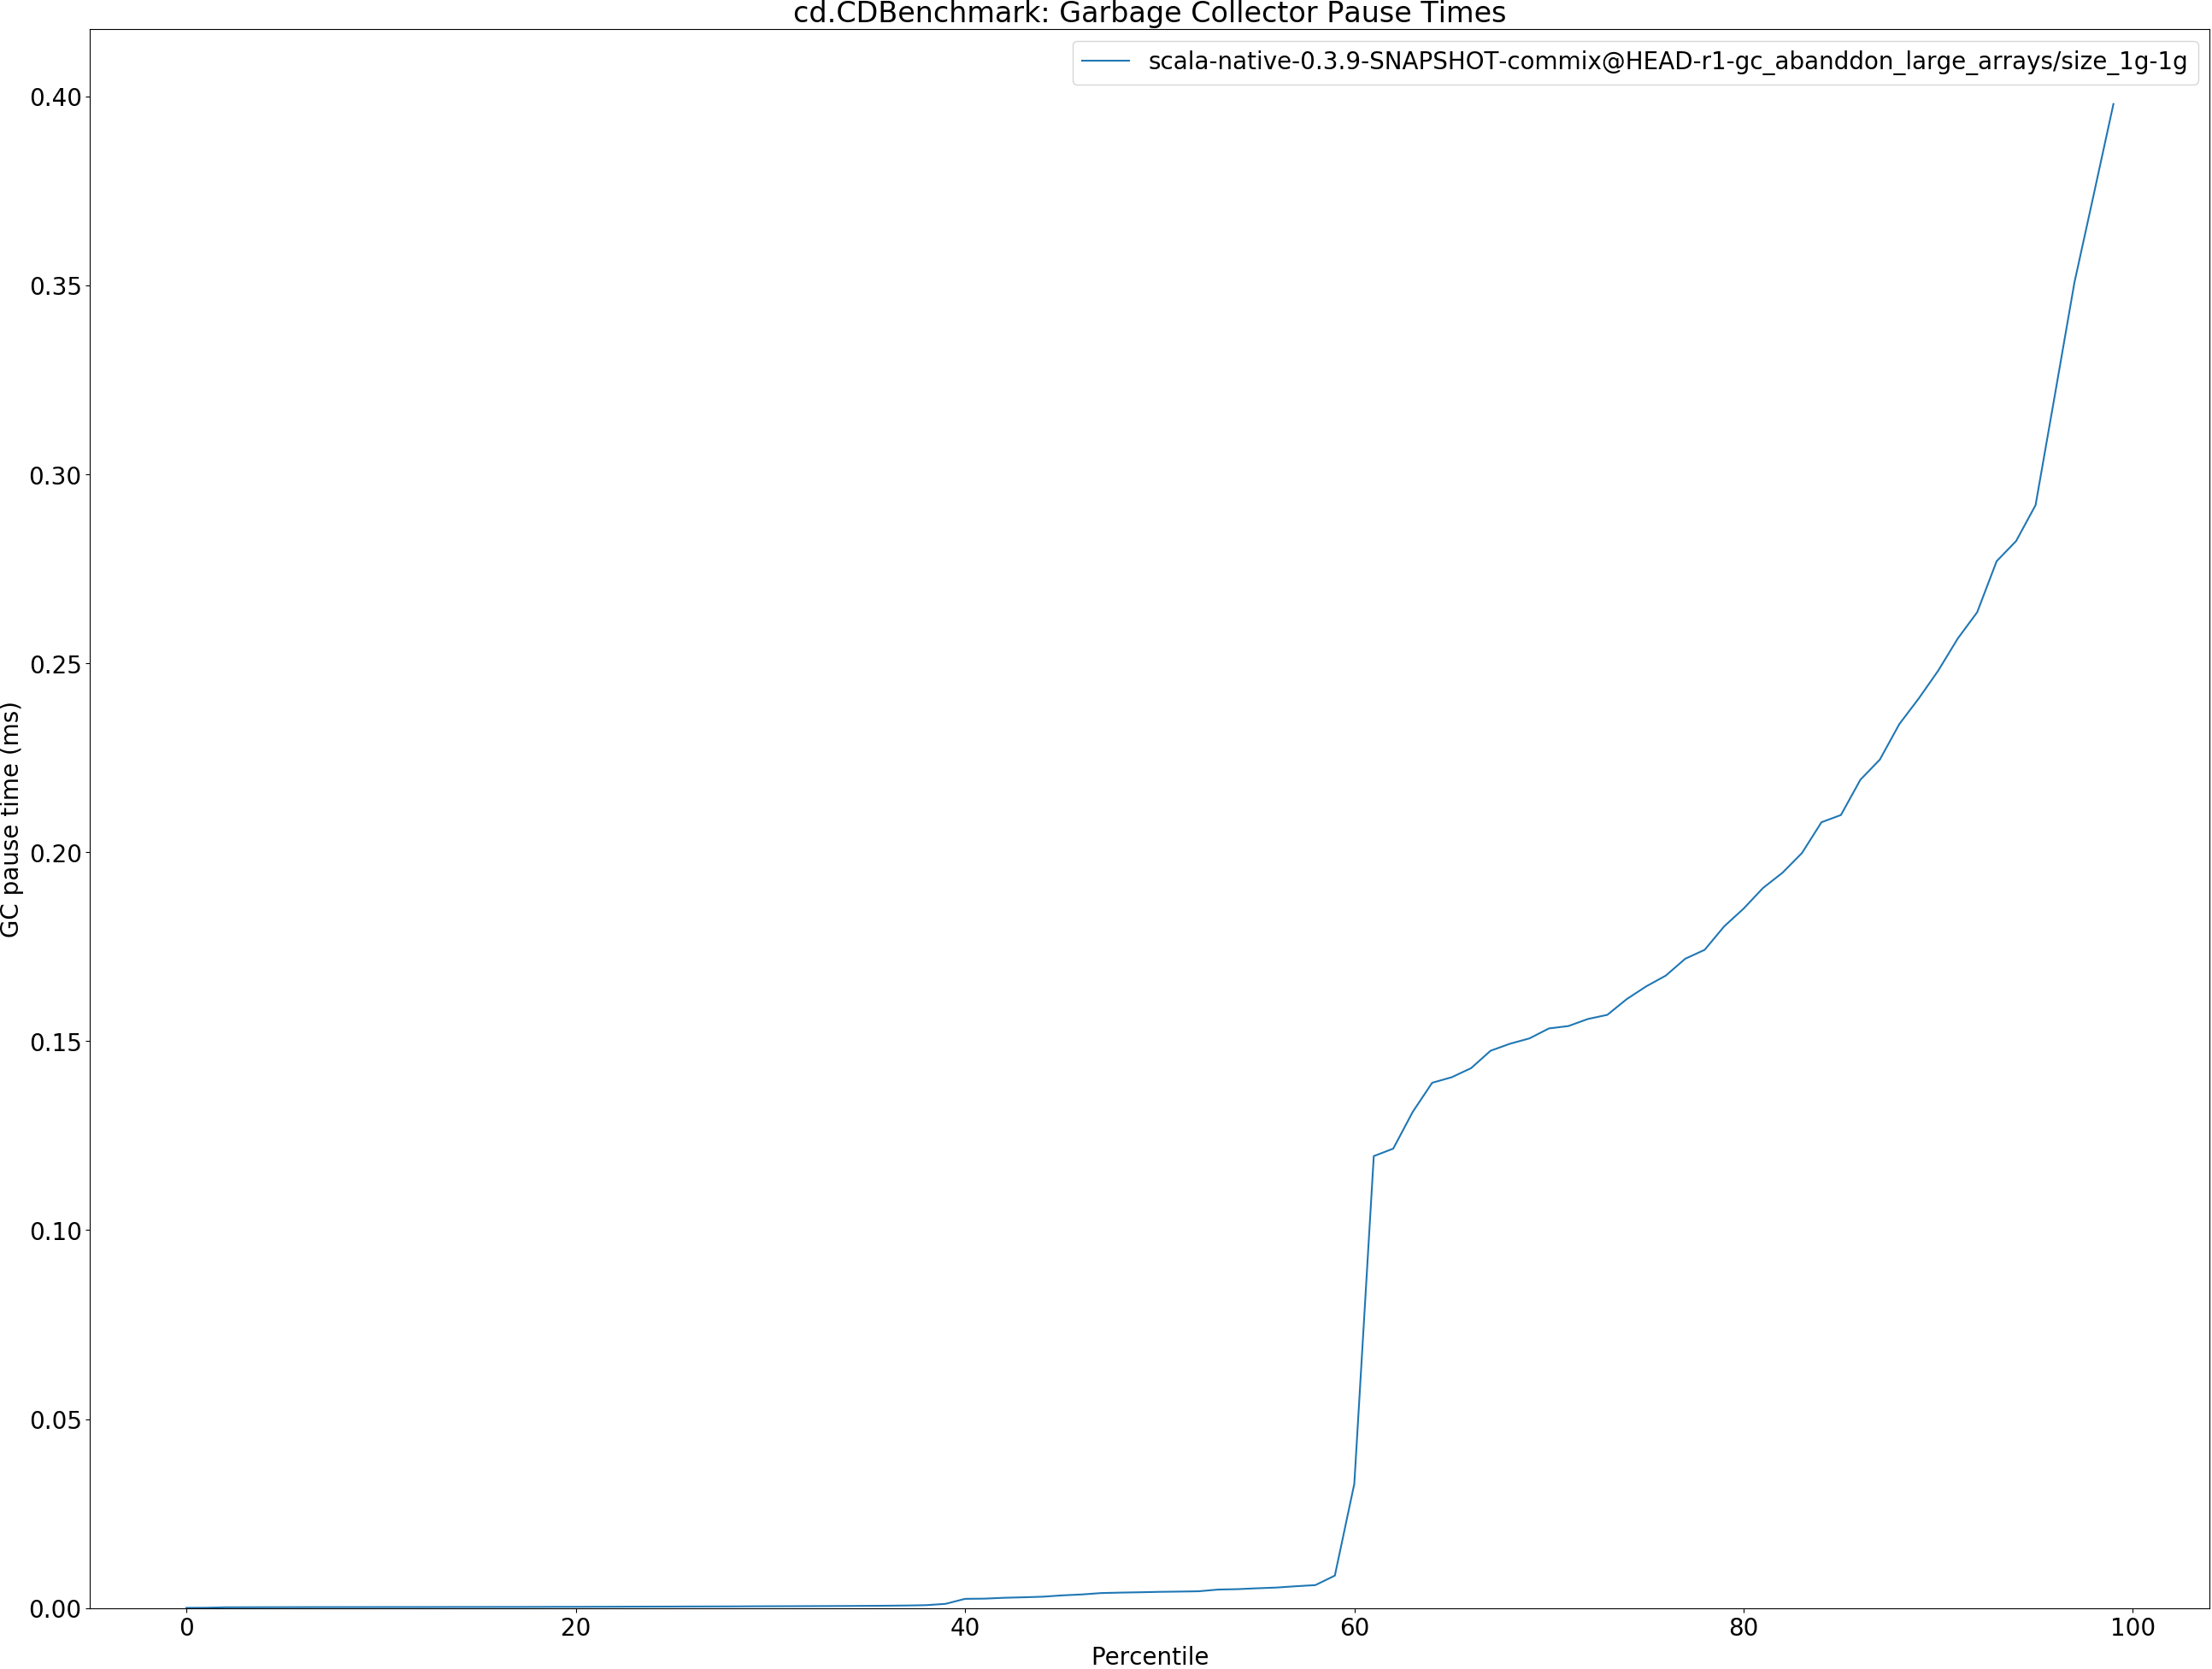 cd.CDBenchmark: Garbage Collector Pause Times
scala-native-0.3.9-SNAPSHOT-commix@HEAD-r1-gc_abanddon_large_arrays/size_1g-1g
GC pause time (ms)
0.40
0.35
0.30
0.25
0.20
0.15
0.10
0.05
0.00
0 20 40 60 80 100
Percentile